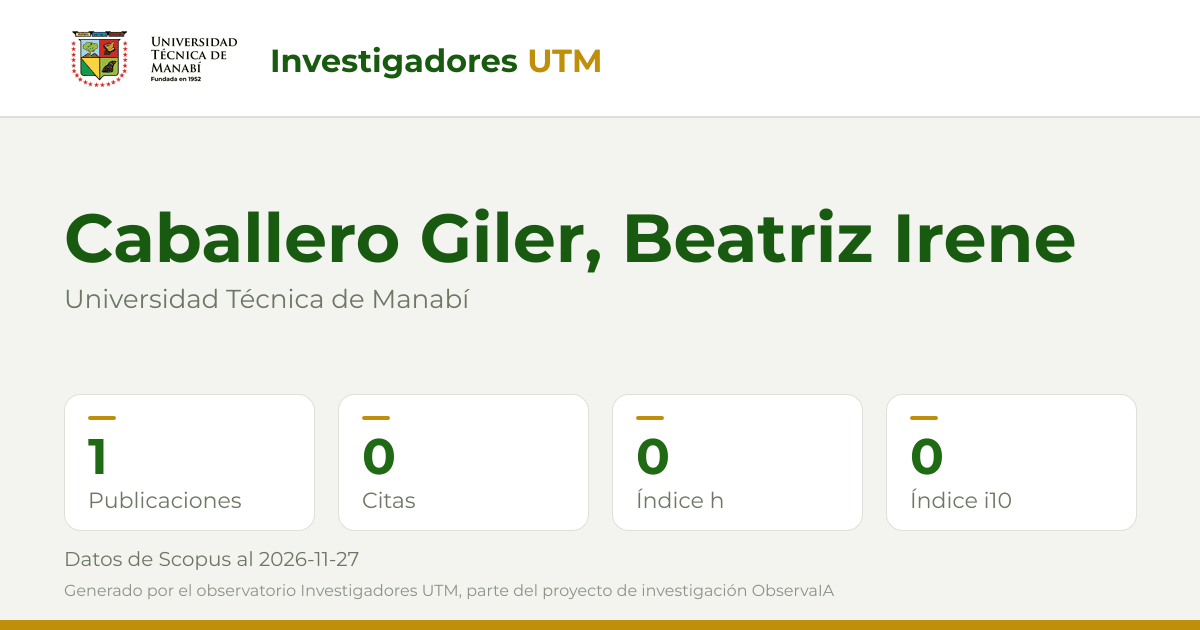 UNIVERSIDAD
TÉCNICA DE
MANABÍ
Fundada en 1952
Investigadores UTM
Caballero Giler, Beatriz Irene
Universidad Técnica de Manabí
1
Publicaciones
0
Citas
0
Índice h
0
Índice i10
Datos de Scopus al 2026-11-27
Generado por el observatorio Investigadores UTM, parte del proyecto de investigación ObservaIA